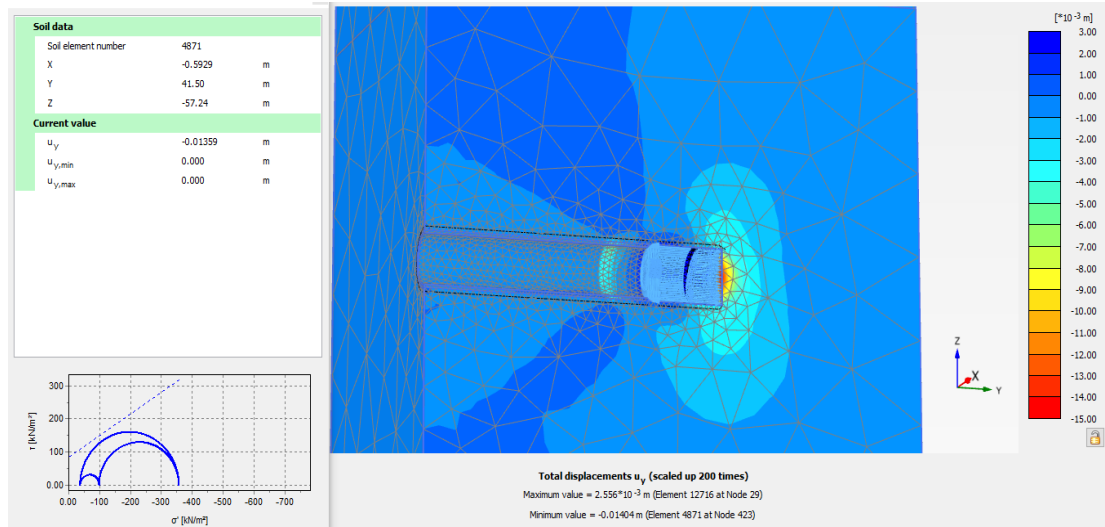 Soil data
Soil element number 4871
X -0.5929 m
Y 41.50 m
Z -57.24 m
Current value
u y -0.01359 m
u y,min 0.000 m
u y,max 0.000 m
300
200
100
0.00
τ [kN/m²]
0.00 -100 -200 -300 -400 -500 -600 -700
σ' [kN/m²]
[*10 -3 m]
3.00
2.00
1.00
0.00
-1.00
-2.00
-3.00
-4.00
-5.00
-6.00
-7.00
-8.00
-9.00
-10.00
-11.00
-12.00
-13.00
-14.00
-15.00
Z
X
Y
Total displacements u y (scaled up 200 times)
Maximum value = 2.556*10 -3 m (Element 12716 at Node 29)
Minimum value = -0.01404 m (Element 4871 at Node 423)